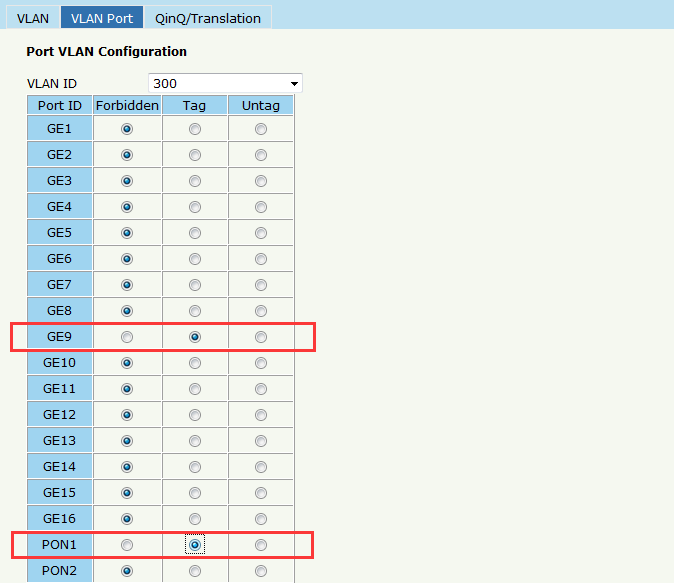 VLAN VLAN Port QinQ/Translation
Port VLAN Configuration
VLAN ID 300
Port ID Forbidden Tag Untag
GE1
GE2
GE3
GE4
GE5
GE6
GE7
GE8
GE9
GE10
GE11
GE12
GE13
GE14
GE15
GE16
PON1
PON2